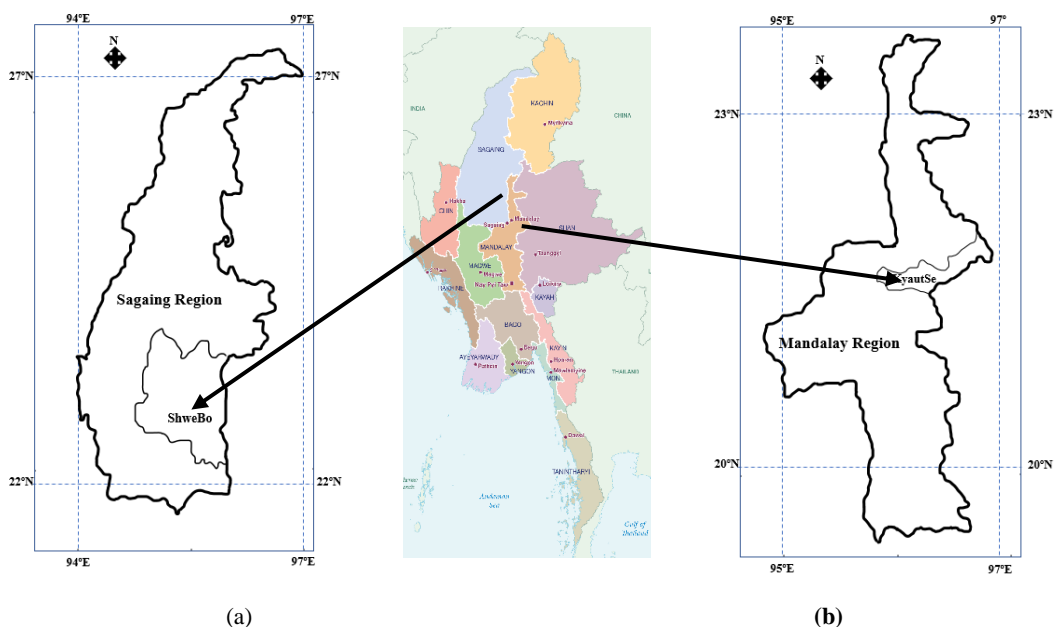 94°E
97°E
N
27°N
27°N
Sagaing Region
ShweBo
22°N
22°N
94°E
97°E
(a)
INDIA
CHINA
KACHIN
Myitkyina
SAGAING
CHIN
Hakha
Sagaing
Mandalay
SHAN
MANDALAY
Taunggyi
MAGWE
Magwe
Nay Pyi Taw
RAKHINE
Loikaw
KAYAH
BAGO
Bago
AYEYARWADY
Pathein
Yangon
YANGON
KAYIN
Hpa-an
Mawlamyine
MON
THAILAND
Dawei
TANINTHARYI
Andaman
Sea
Gulf of
Thailand
95°E
97°
N
23°N
23°N
yautSe
Mandalay Region
20°N
20°N
95°E
97°E
(b)